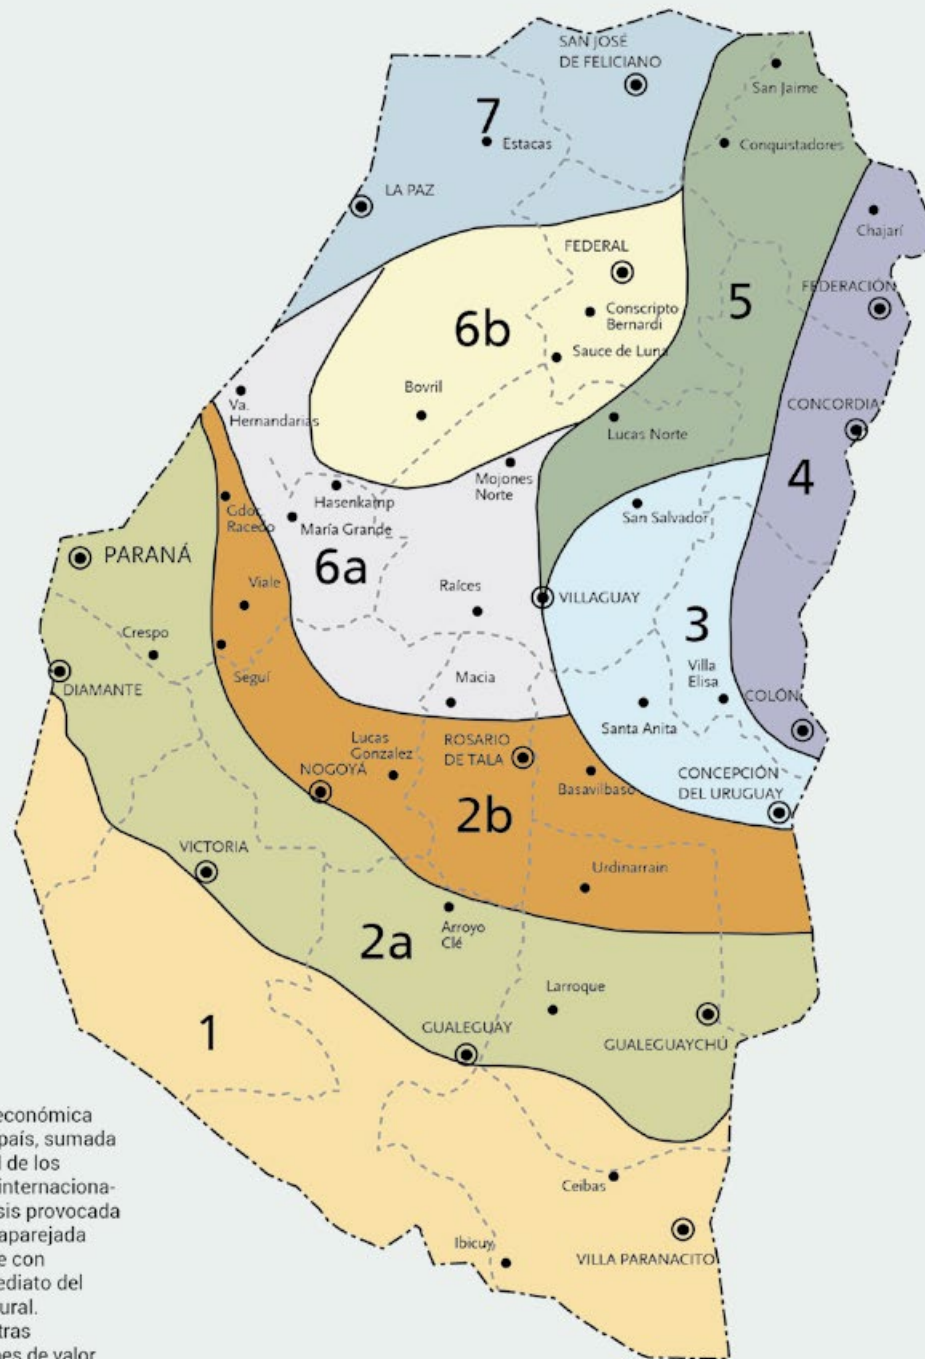 SAN JOSÉ
DE FELICIANO
San Jaime
7
Estacas
Conquistadores
LA PAZ
Chajarí
FEDERAL
FEDERACIÓN
5
Conscripto
Bernardi
6b
Sauce de Luna
Bovril
Va.
Hernandarias
CONCORDIA
Lucas Norte
Mojones
Norte
4
Hasenkamp
Gdor.
Racedo
María Grande
San Salvador
PARANÁ
6a
Viale
Raíces
VILLAGUAY
3
Crespo
Seguí
DIAMANTE
Macia
Villa
Elisa
COLÓN
Santa Anita
Lucas
Gonzalez
ROSARIO
DE TALA
NOGOYÁ
CONCEPCIÓN
DEL URUGUAY
Basavilbaso
2b
VICTORIA
Urdinarrain
2a
Arroyo
Clé
Larroque
1
GUALEGUAY
GUALEGUAYCHÚ
económica
país, sumada
de los
internaciona-
sis provocada
aparejada
e con
ediato del
ural.
tras
es de valor
Ceibas
Ibicuy
VILLA PARANACITO